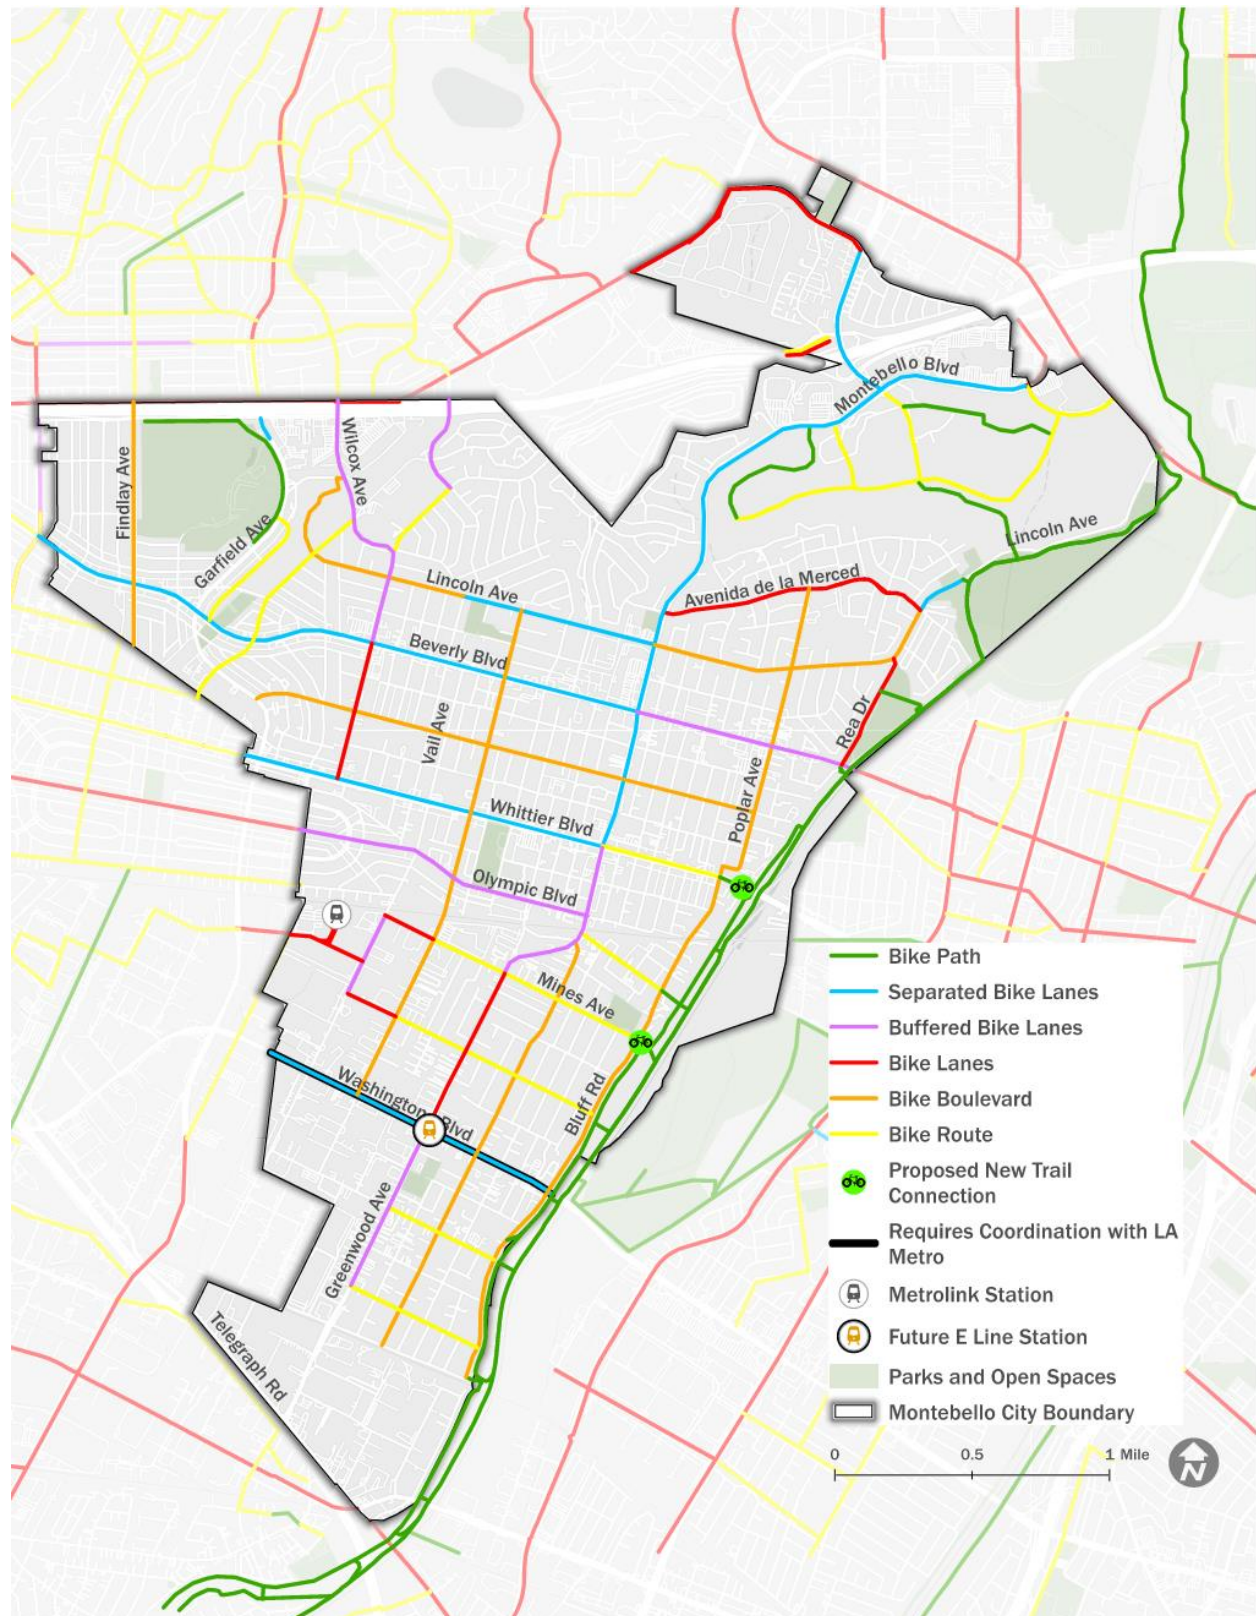 Montebello Blvd
Wilcox Ave
Findlay Ave
Garfield Ave
Lincoln Ave
Lincoln Ave
Avenida de la Merced
Beverly Blvd
Rea Dr
Vail Ave
Poplar Ave
Whittier Blvd
Olympic Blvd
Mines Ave
Washington Blvd
Bluff Rd
Greenwood Ave
Telegraph Rd
Bike Path
Separated Bike Lanes
Buffered Bike Lanes
Bike Lanes
Bike Boulevard
Bike Route
Proposed New Trail
Connection
Requires Coordination with LA
Metro
Metrolink Station
Future E Line Station
Parks and Open Spaces
Montebello City Boundary
0 0.5 1 Mile
N